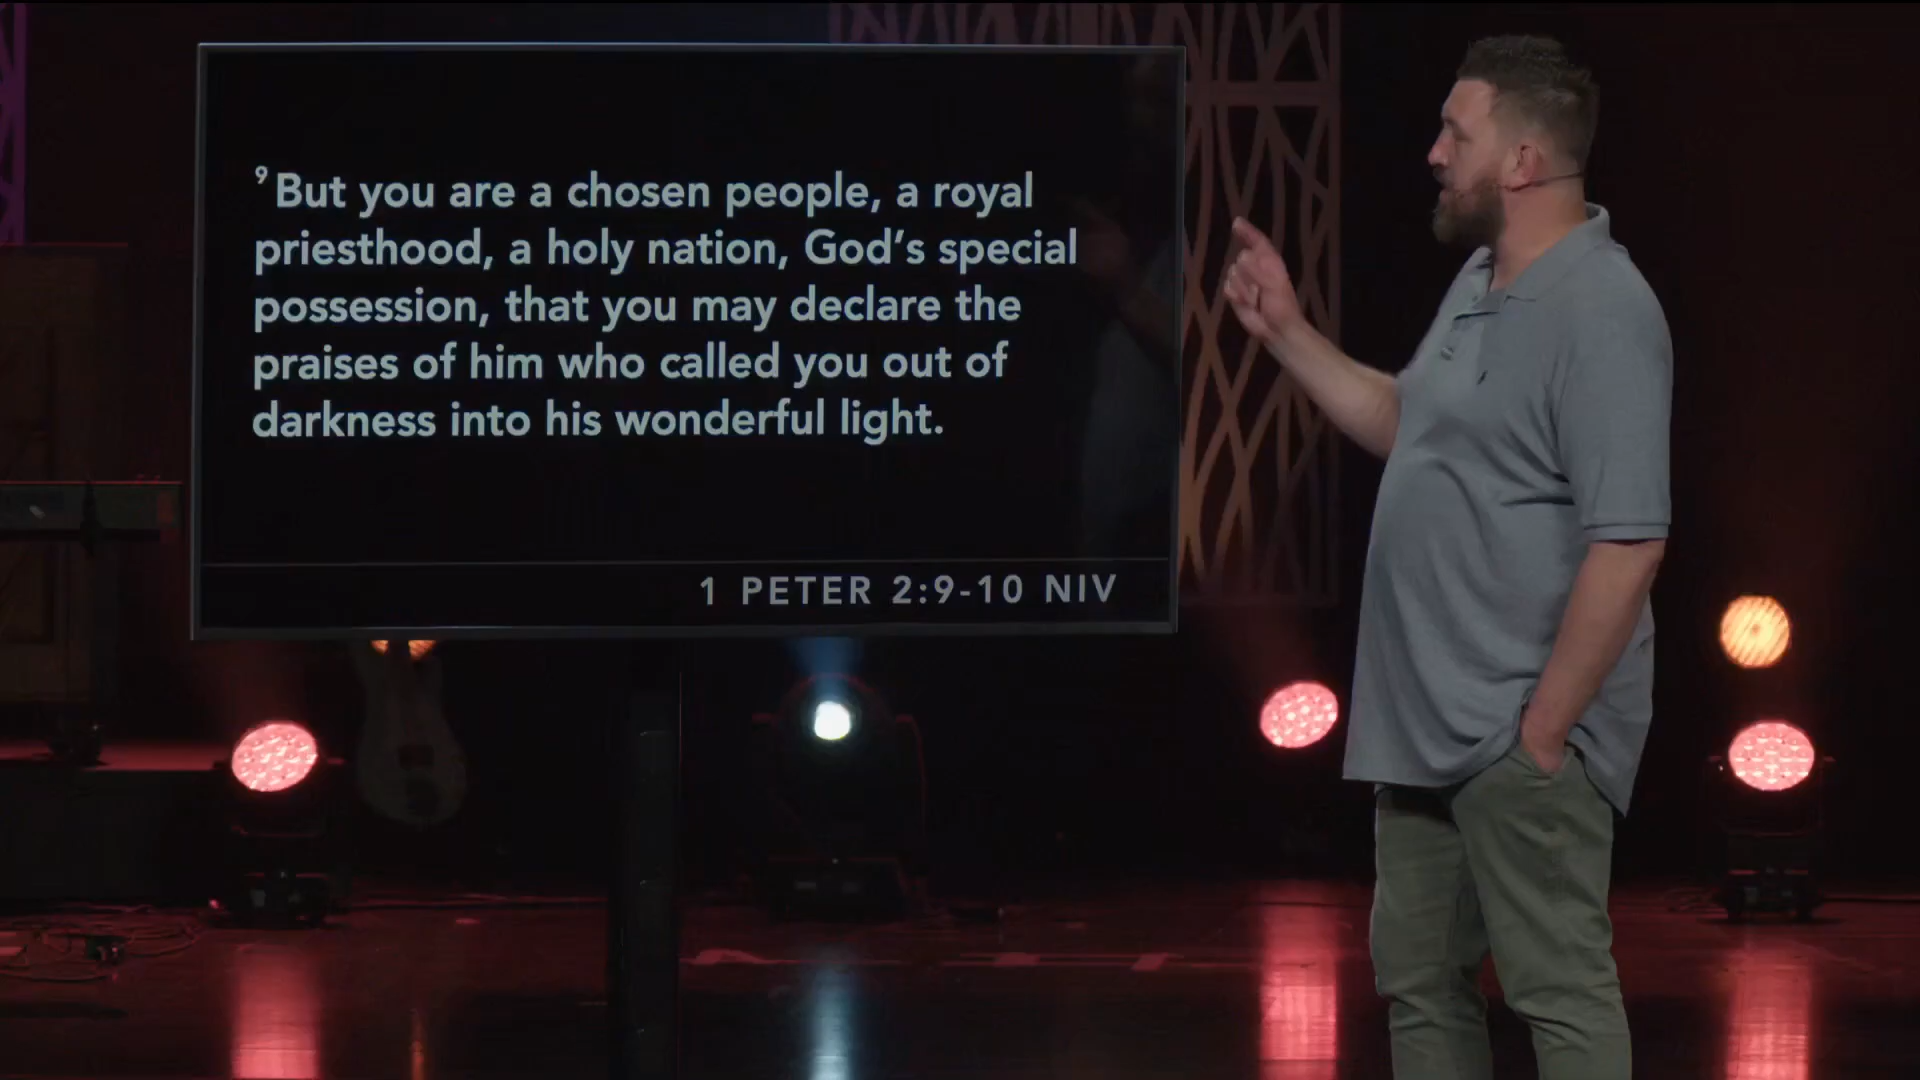 ⁹ But you are a chosen people, a royal
priesthood, a holy nation, God’s special
possession, that you may declare the
praises of him who called you out of
darkness into his wonderful light.
1 PETER 2:9-10 NIV